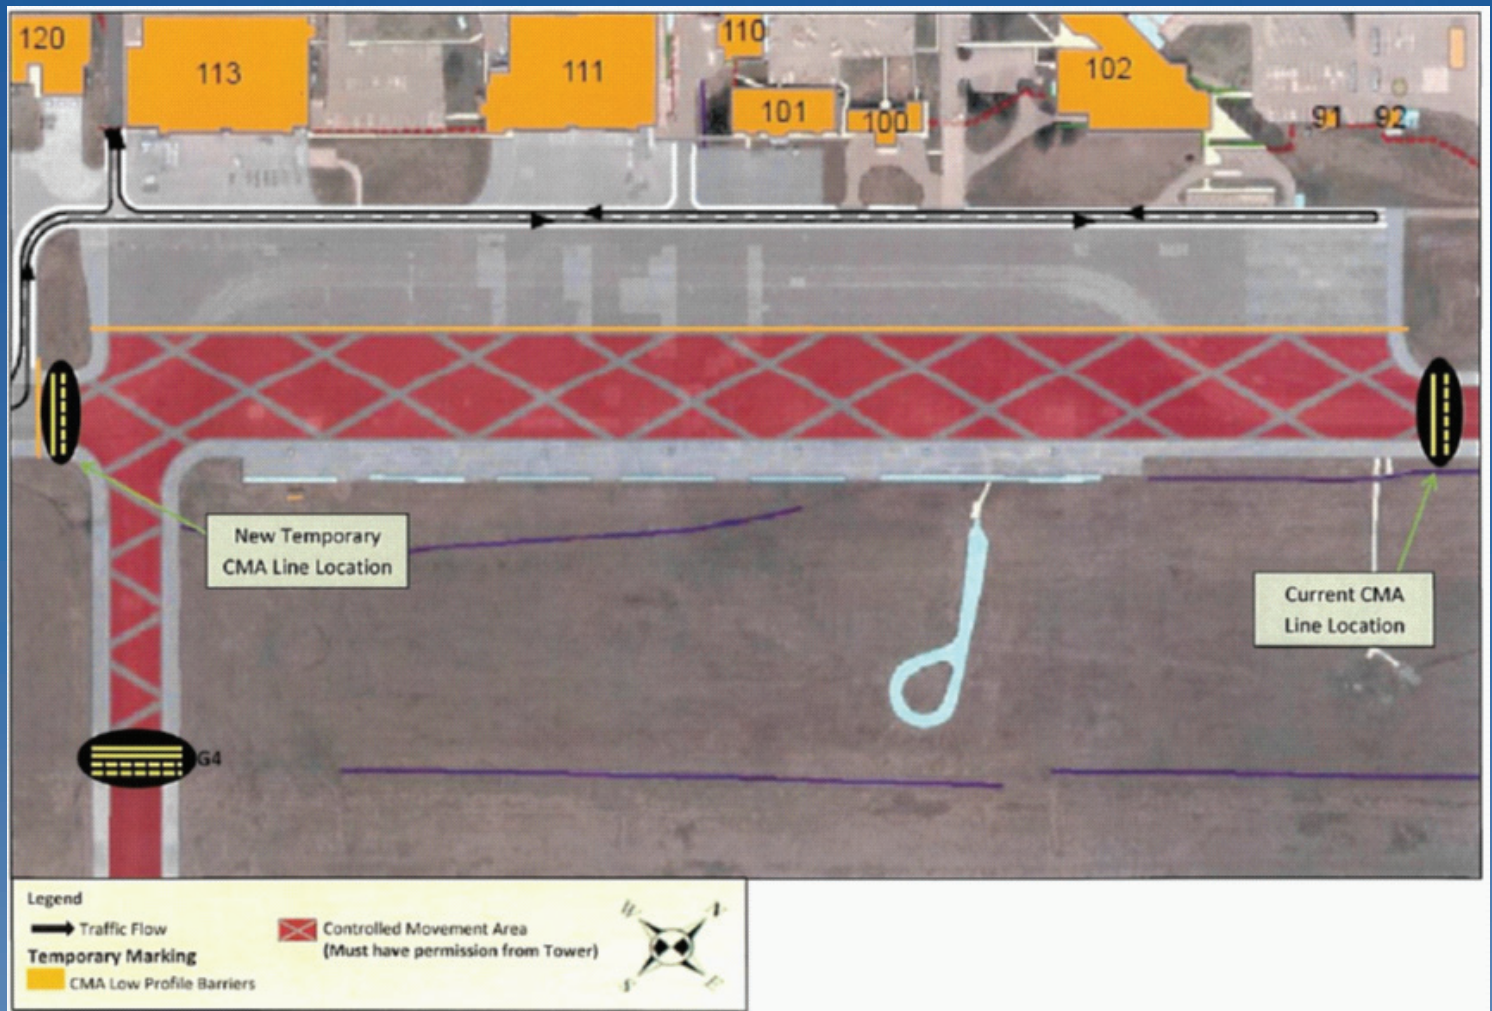 120
113
111
110
101
100
102
91
92
New Temporary
CMA Line Location
Current CMA
Line Location
G4
Legend
Traffic Flow
Temporary Marking
CMA Low Profile Barriers
Controlled Movement Area
(Must have permission from Tower)
W
N
S
E